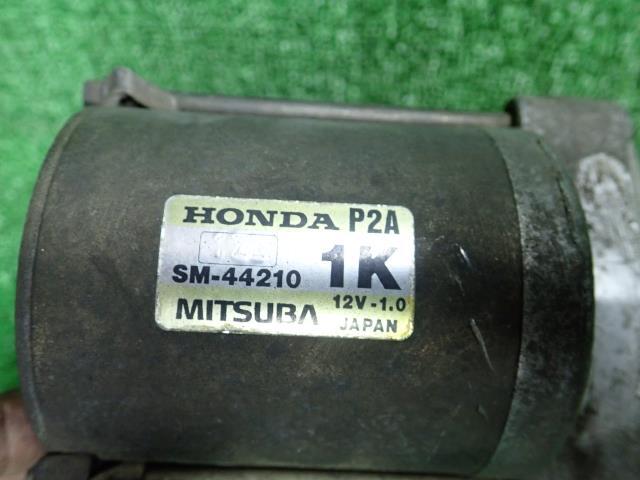 HONDA P2A
1K
SM-44210
12V-1.0
MITSUBA JAPAN